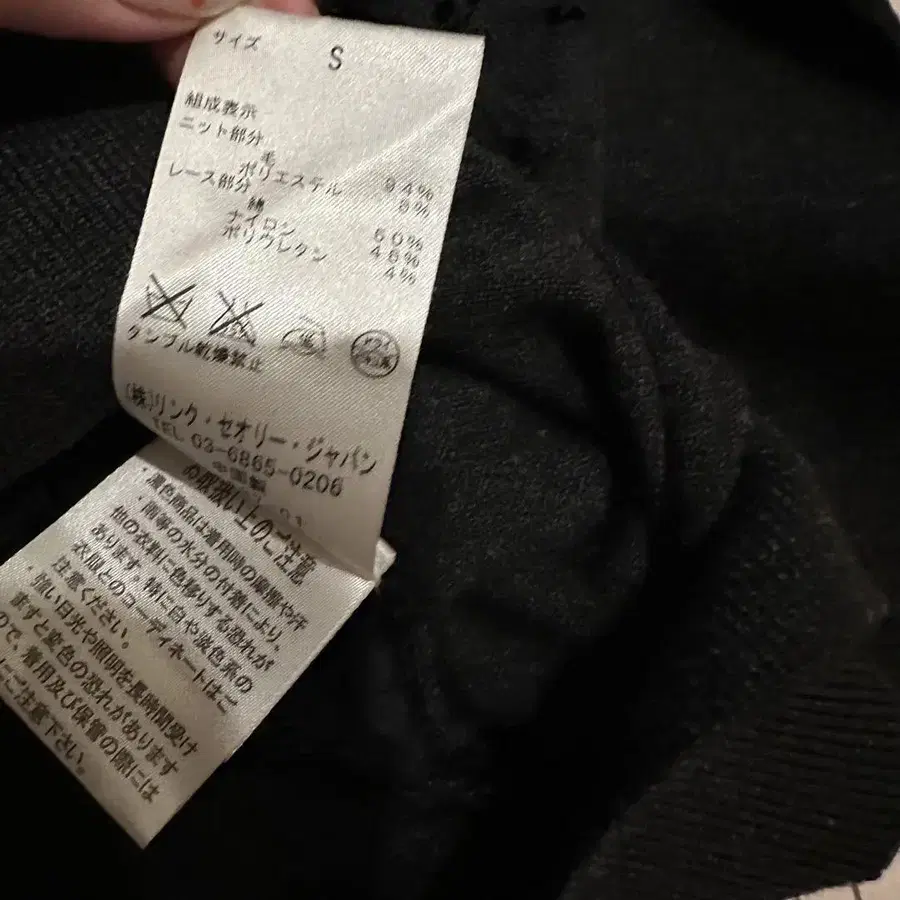 サイズ S
組成表示
ニット部分
毛 94%
ポリエステル 6%
レース部分
綿
ナイロン
ポリウレタン 4%
タンブル乾燥禁止
(株)リンク・セオリー・ジャパン
TEL 03-6865-0206
中国製
お取扱い上のご注意
・濃色商品は着用時の摩擦や汗
・雨等の水分の付着により、
他の衣料に色移りする恐れが
あります。特に白や淡色系の
衣服とのコーディネートはご
注意ください。
・強い日光や照明を長時間受け
ますと変色の恐れがあります
ので、着用及び保管の際には
ご注意下さい。